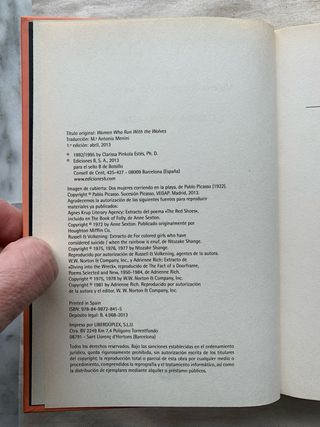 Título original: Women Who Run With the Wolves
Traducción: M.ª Antonia Menini
1.ª edición: abril, 2013
© 1992/1995 by Clarissa Pinkola Estés, Ph. D.
© Ediciones B, S. A., 2013
para el sello B de Bolsillo
Consell de Cent, 425-427 - 08009 Barcelona (España)
www.edicionesb.com
Imagen de cubierta: Dos mujeres corriendo en la playa, de Pablo Picasso (1922).
Copyright © Pablo Picasso. Sucesión Picasso, VEGAP, Madrid, 2013.
Agradecemos la autorización de las siguientes fuentes para reproducir
materiales ya publicados:
Agnes Krup Literary Agency: Extracto del poema «The Red Shoes»,
incluido en The Book of Folly, de Anne Sexton.
Copyright © 1972 by Anne Sexton. Publicado originariamente por
Houghton Mifflin Co.
Russell & Volkening: Extracto de For colored girls who have
considered suicide / when the rainbow is enuf, de Ntozake Shange.
Copyright © 1975, 1976, 1977 by Ntozake Shange.
Reproducido por autorización de Russell & Volkening, agentes de la autora.
W.W. Norton & Company, Inc., y Adrienne Rich: Extracto de
«Diving into the Wreck», reproducido de The Fact of a Doorframe,
Poems Selected and New, 1950-1984, de Adrienne Rich.
Copyright © 1975, 1978 by W. W. Norton & Company, Inc.
Copyright © 1981 by Adrienne Rich. Reproducido por autorización
de la autora y el editor, W. W. Norton & Company, Inc.
Printed in Spain
ISBN: 978-84-9872-841-5
Depósito legal: B. 4.068-2013
Impreso por LIBERDÚPLEX, S.L.U.
Ctra. BV 2249 Km 7,4 Polígono Torrentfondo
08791 - Sant Llorenç d'Hortons (Barcelona)
Todos los derechos reservados. Bajo las sanciones establecidas en el ordenamiento
jurídico, queda rigurosamente prohibida, sin autorización escrita de los titulares
del copyright, la reproducción total o parcial de esta obra por cualquier medio o
procedimiento, comprendidos la reprografía y el tratamiento informático, así como
la distribución de ejemplares mediante alquiler o préstamo públicos.